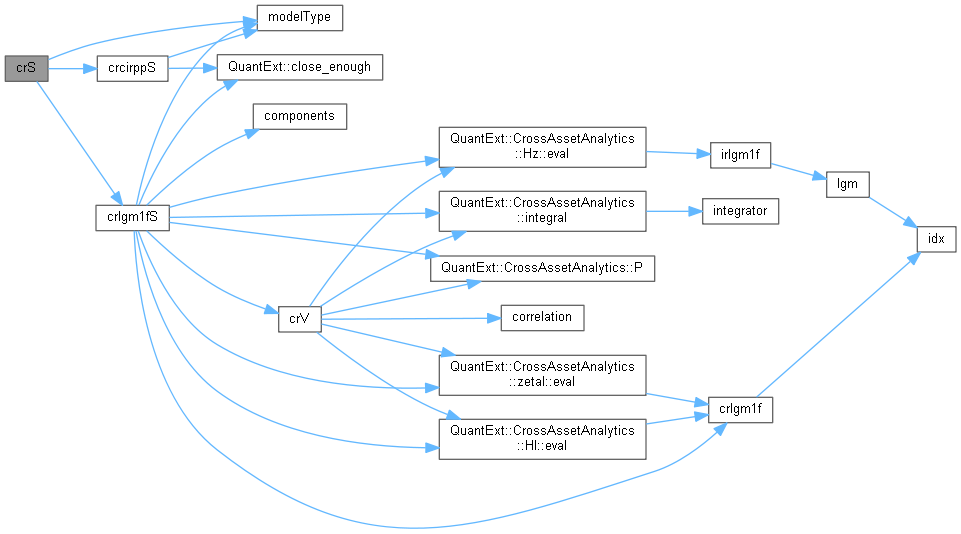 modelType
crS
crcirppS
QuantExt::close_enough
components
QuantExt::CrossAssetAnalytics
::Hz::eval
irlgm1f
lgm
crlgm1fS
QuantExt::CrossAssetAnalytics
::integral
integrator
idx
QuantExt::CrossAssetAnalytics::P
crV
correlation
QuantExt::CrossAssetAnalytics
::zetal::eval
crlgm1f
QuantExt::CrossAssetAnalytics
::Hl::eval